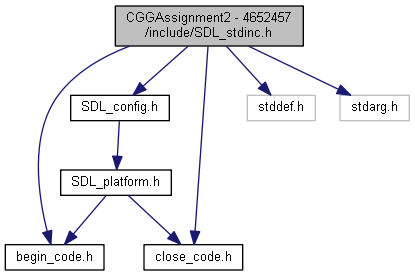 CGGAssignment2 - 4652457
/include/SDL_stdinc.h
SDL_config.h
stddef.h
stdarg.h
SDL_platform.h
begin_code.h
close_code.h